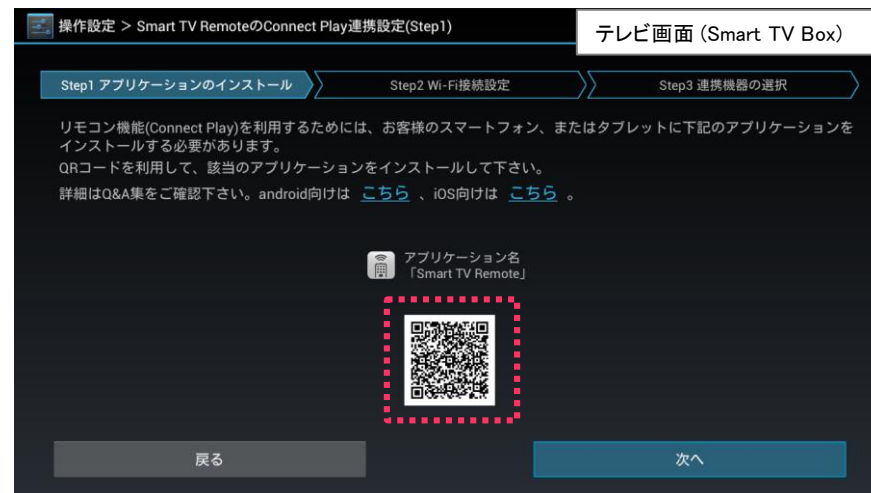 操作設定 > Smart TV RemoteのConnect Play連携設定(Step1)
テレビ画面 (Smart TV Box)
Step1 アプリケーションのインストール
Step2 Wi-Fi接続設定
Step3 連携機器の選択
リモコン機能(Connect Play)を利用するためには、お客様のスマートフォン、またはタブレットに下記のアプリケーションを
インストールする必要があります。
QRコードを利用して、該当のアプリケーションをインストールして下さい。
詳細はQ&A集をご確認下さい。android向けは こちら 、iOS向けは こちら 。
アプリケーション名
「Smart TV Remote」
戻る
次へ